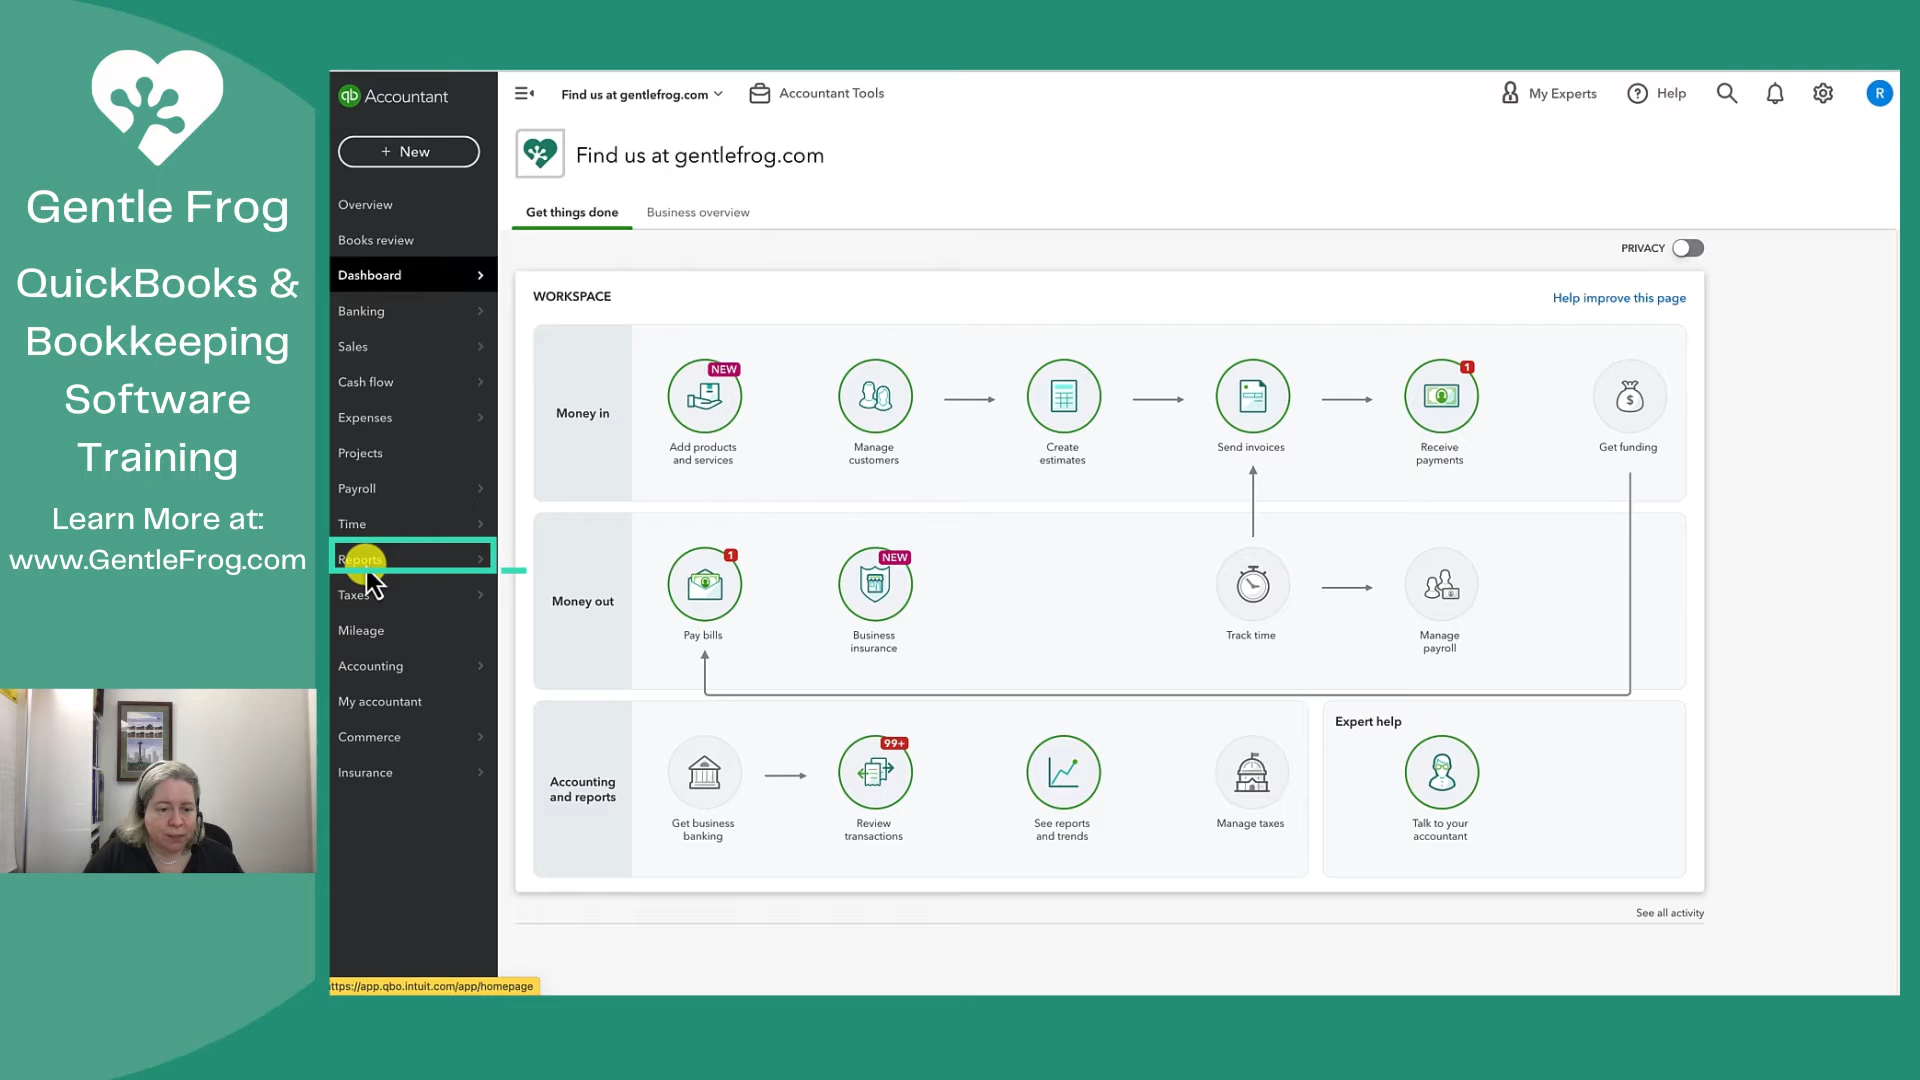 Gentle Frog
QuickBooks &
Bookkeeping
Software
Training
Learn More at:
www.GentleFrog.com
qb Accountant
+ New
Overview
Books review
Dashboard
Banking
Sales
Cash flow
Expenses
Projects
Payroll
Time
Reports
Taxes
Mileage
Accounting
My accountant
Commerce
Insurance
ttps://app.qbo.intuit.com/app/homepage
Find us at gentlefrog.com
Accountant Tools
My Experts
? Help
R
Find us at gentlefrog.com
Get things done
Business overview
PRIVACY
WORKSPACE
Help improve this page
Money in
NEW
Add products
and services
Manage
customers
Create
estimates
Send invoices
1
Receive
payments
$
Get funding
Money out
1
Pay bills
NEW
Business
insurance
Track time
Manage
payroll
Accounting
and reports
Get business
banking
99+
Review
transactions
See reports
and trends
Manage taxes
Expert help
Talk to your
accountant
See all activity